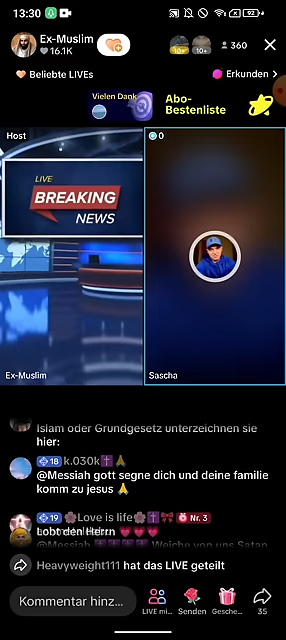 13:30
92%
Ex-Muslim
16.1K
10
10+
360
Beliebte LIVEs
Erkunden >
Vielen Dank
Abo-
Bestenliste
Host
0
LIVE
BREAKING
NEWS
Ex-Muslim
Sascha
Islam oder Grundgesetz unterzeichnen sie
hier:
18 k.030k✝️🙏
@Messiah gott segne dich und deine familie
komm zu jesus 🙏
19 🌸Love is life🌸✝️🎀 Nr. 3
Lobt den Herrn ❤️❤️❤️
@Messiah ✝️✝️✝️✝️ Weiche von uns Satan
Heavyweight111 hat das LIVE geteilt
Kommentar hinz...
LIVE mi...
Senden
Gesche...
35